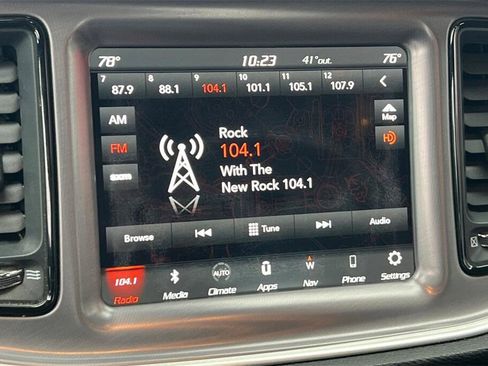 78° 10:23 41°out. 76°
7 8 9 10 11 12
87.9 88.1 104.1 101.1 105.1 107.9
AM
Map
FM
HD
Rock
104.1
With The
New Rock 104.1
Browse Tune Audio
104.1 AUTO W
Radio Media Climate Apps Nav Phone Settings